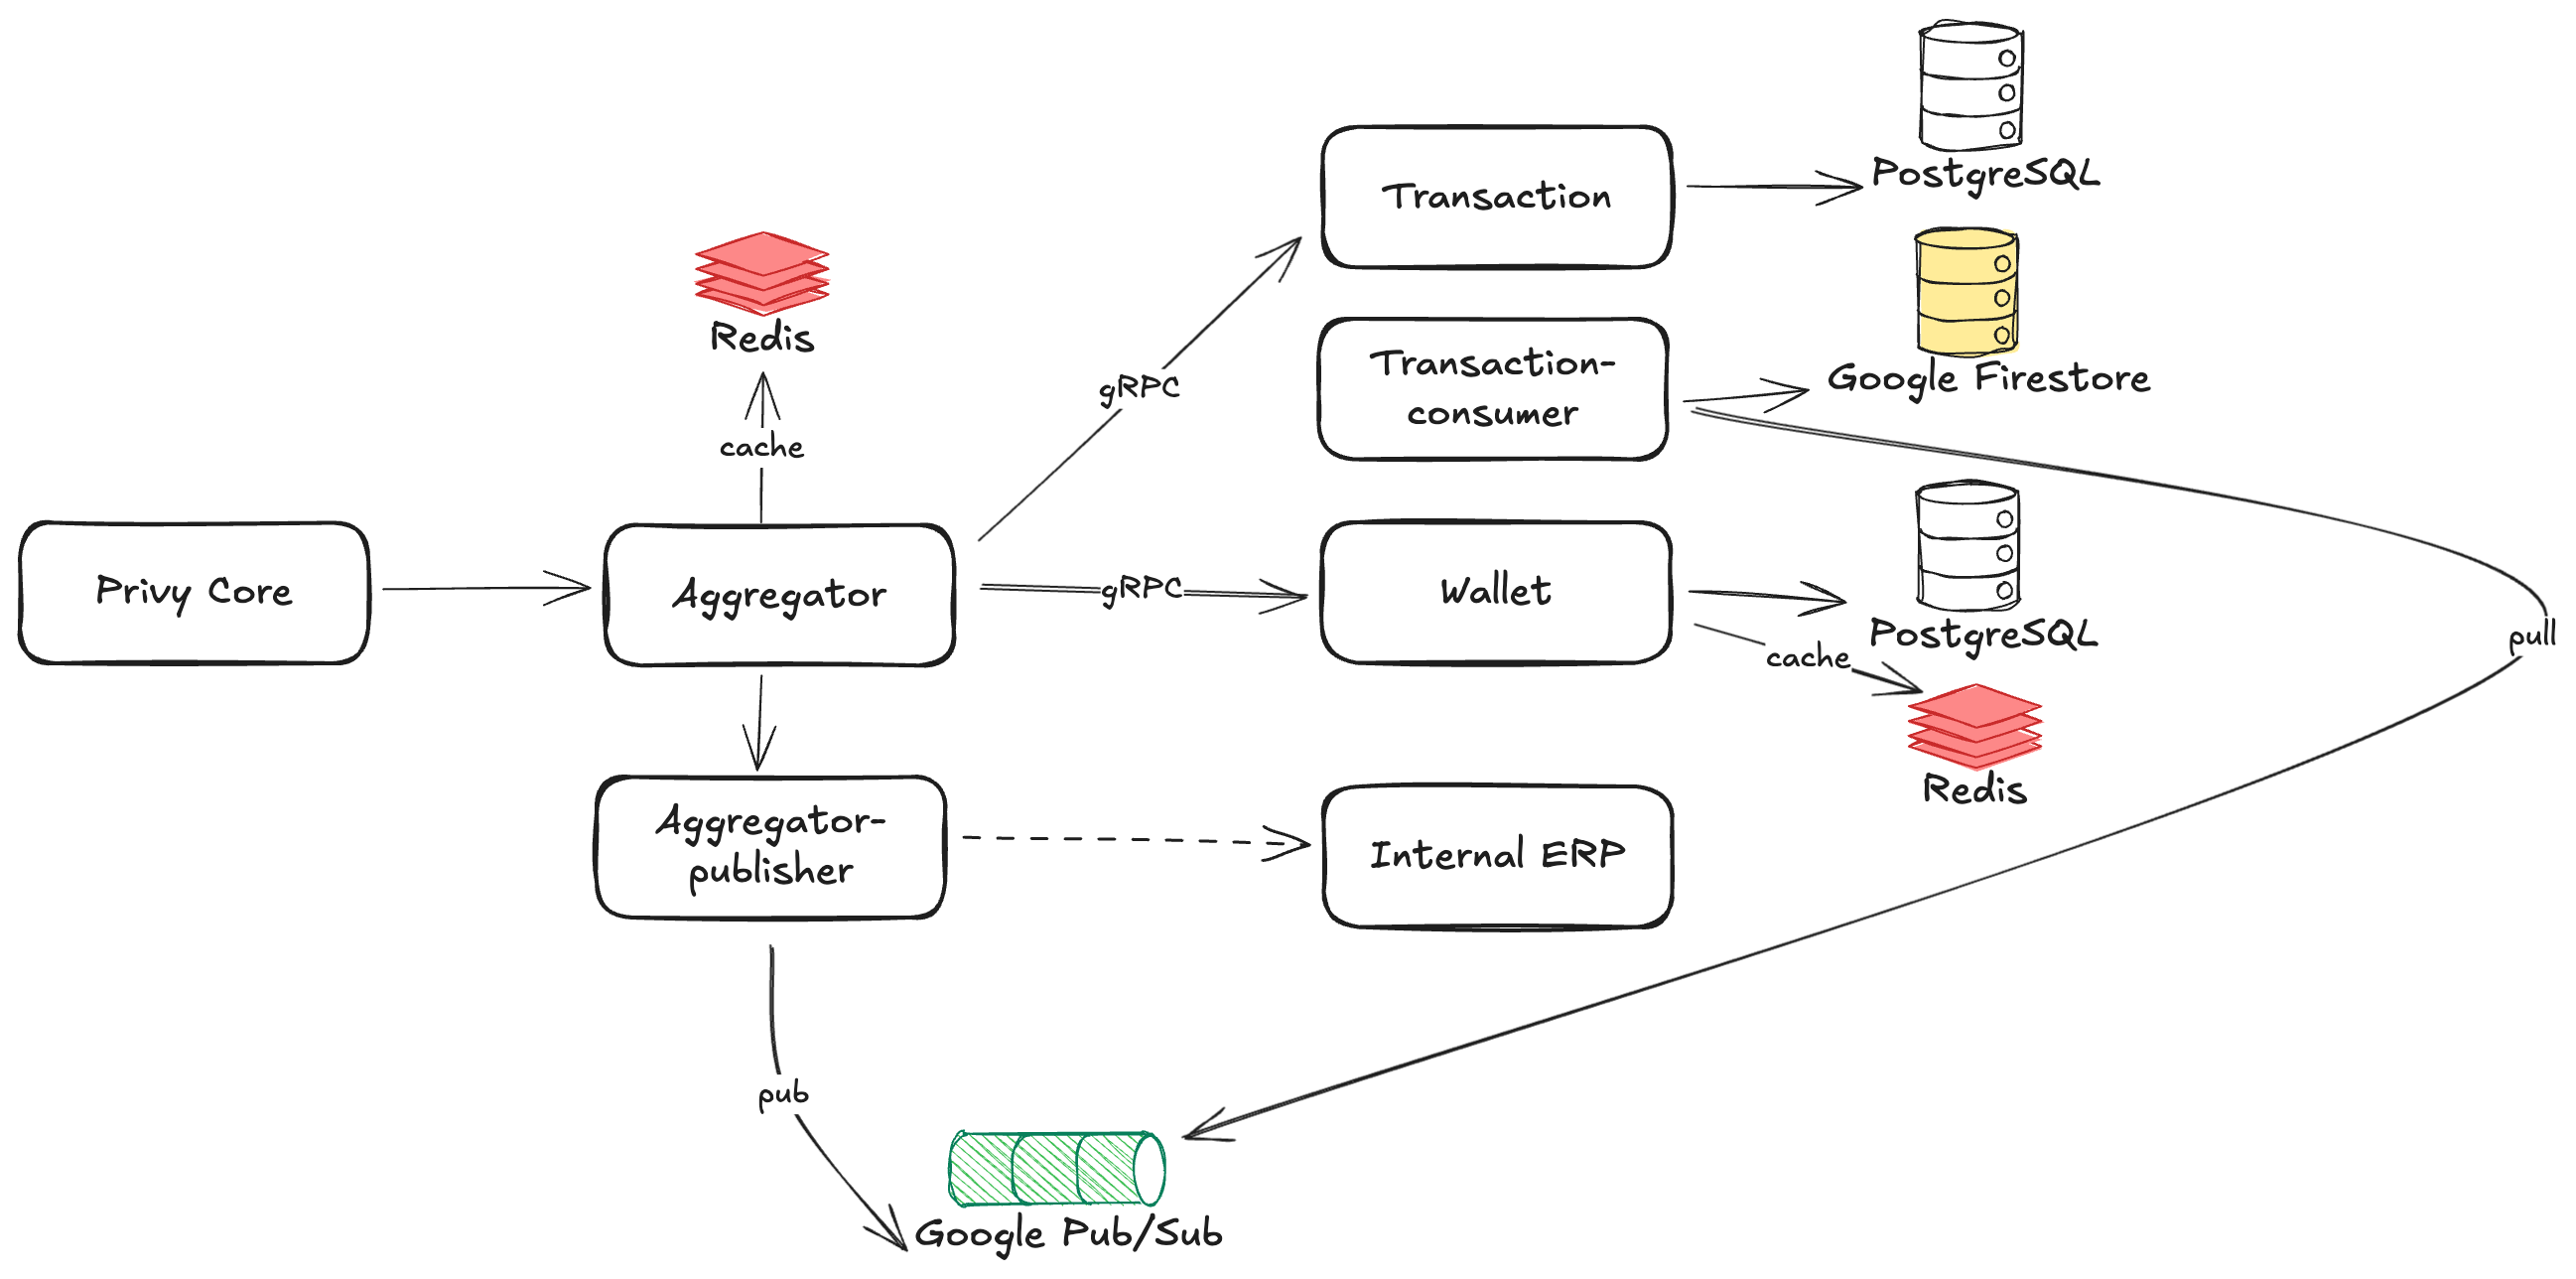 PostgreSQL
Transaction
Redis
Google Firestore
Transaction-
consumer
gRPC
cache
Privy Core
Aggregator
gRPC
Wallet
PostgreSQL
cache
pull
Redis
Aggregator-
publisher
Internal ERP
pub
Google Pub/Sub